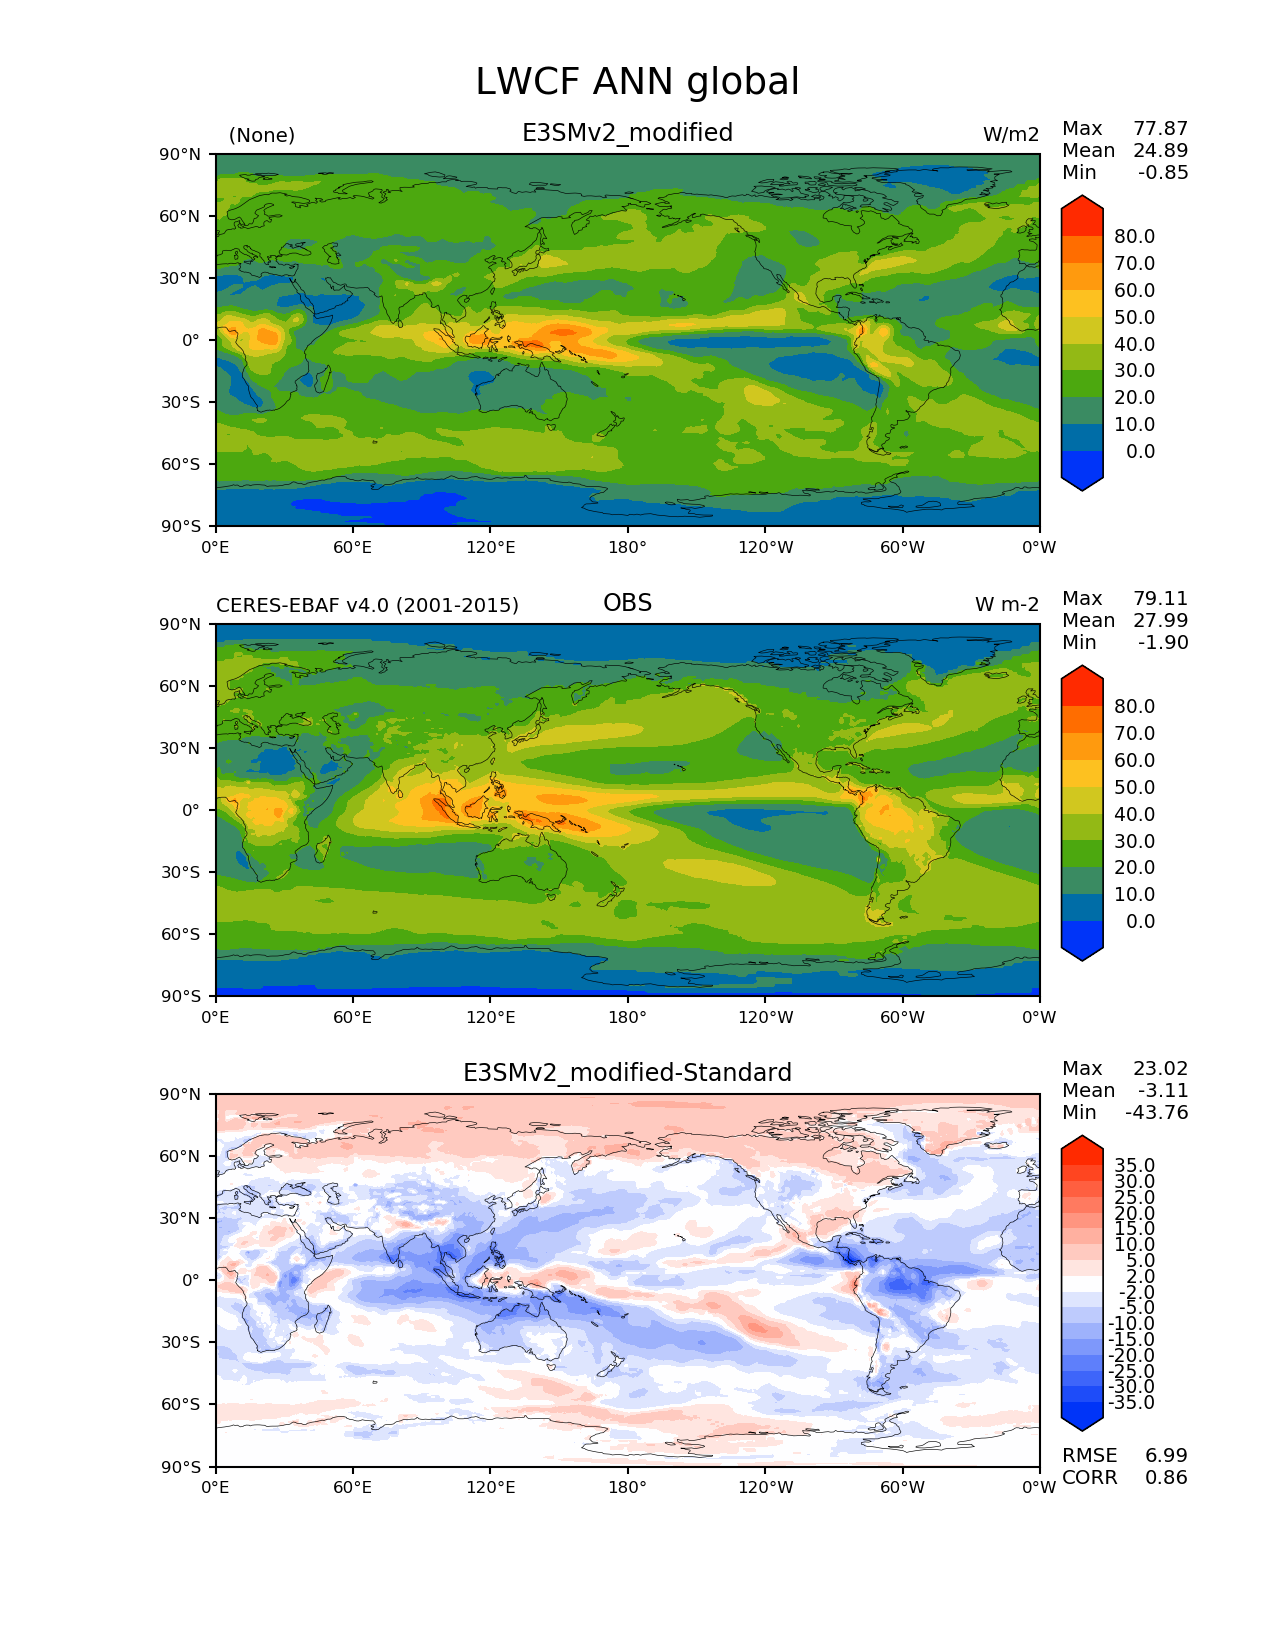 LWCF ANN global
(None) E3SMv2_modified W/m2
Max 77.87
Mean 24.89
Min -0.85
90°N
60°N
30°N
0°
30°S
60°S
90°S
0°E 60°E 120°E 180° 120°W 60°W 0°W
80.0
70.0
60.0
50.0
40.0
30.0
20.0
10.0
0.0
CERES-EBAF v4.0 (2001-2015) OBS W m-2
Max 79.11
Mean 27.99
Min -1.90
90°N
60°N
30°N
0°
30°S
60°S
90°S
0°E 60°E 120°E 180° 120°W 60°W 0°W
80.0
70.0
60.0
50.0
40.0
30.0
20.0
10.0
0.0
E3SMv2_modified-Standard
Max 23.02
Mean -3.11
Min -43.76
90°N
60°N
30°N
0°
30°S
60°S
90°S
0°E 60°E 120°E 180° 120°W 60°W 0°W
35.0
30.0
25.0
20.0
15.0
10.0
5.0
2.0
-2.0
-5.0
-10.0
-15.0
-20.0
-25.0
-30.0
-35.0
RMSE 6.99
CORR 0.86